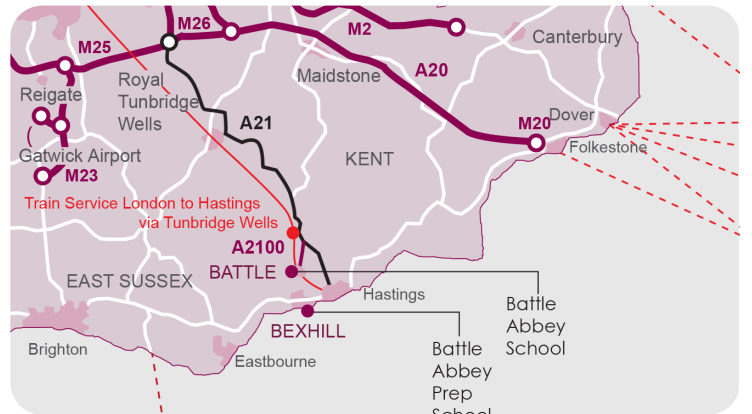 M26
M2
Canterbury
M25
Royal
Tunbridge
Wells
Maidstone
A20
Reigate
A21
M20
Dover
Folkestone
Gatwick Airport
M23
KENT
Train Service London to Hastings
via Tunbridge Wells
A2100
BATTLE
EAST SUSSEX
Hastings
Battle
Abbey
School
BEXHILL
Brighton
Eastbourne
Battle
Abbey
Prep
School